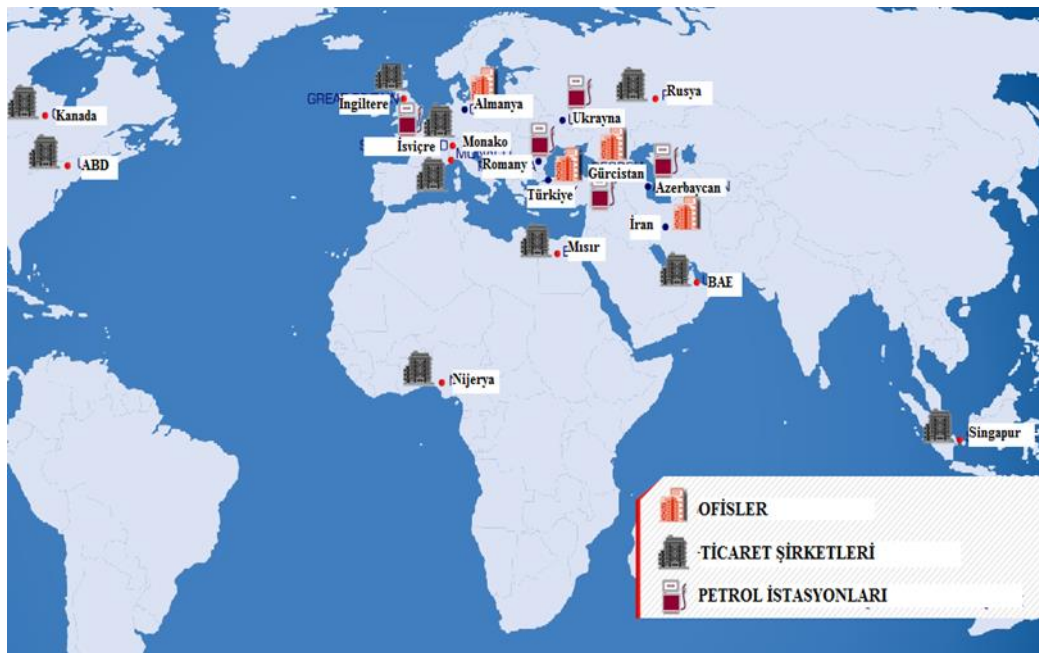 Rusya
Kanada
GREA
İngiltere
Almanya
Ukrayna
İsviçre
Monako
ABD
Romany
Gürcistan
Türkiye
Azerbaycan
İran
Mısır
BAE
Nijerya
Singapur
OFİSLER
TİCARET ŞİRKETLERİ
PETROL İSTASYONLARI